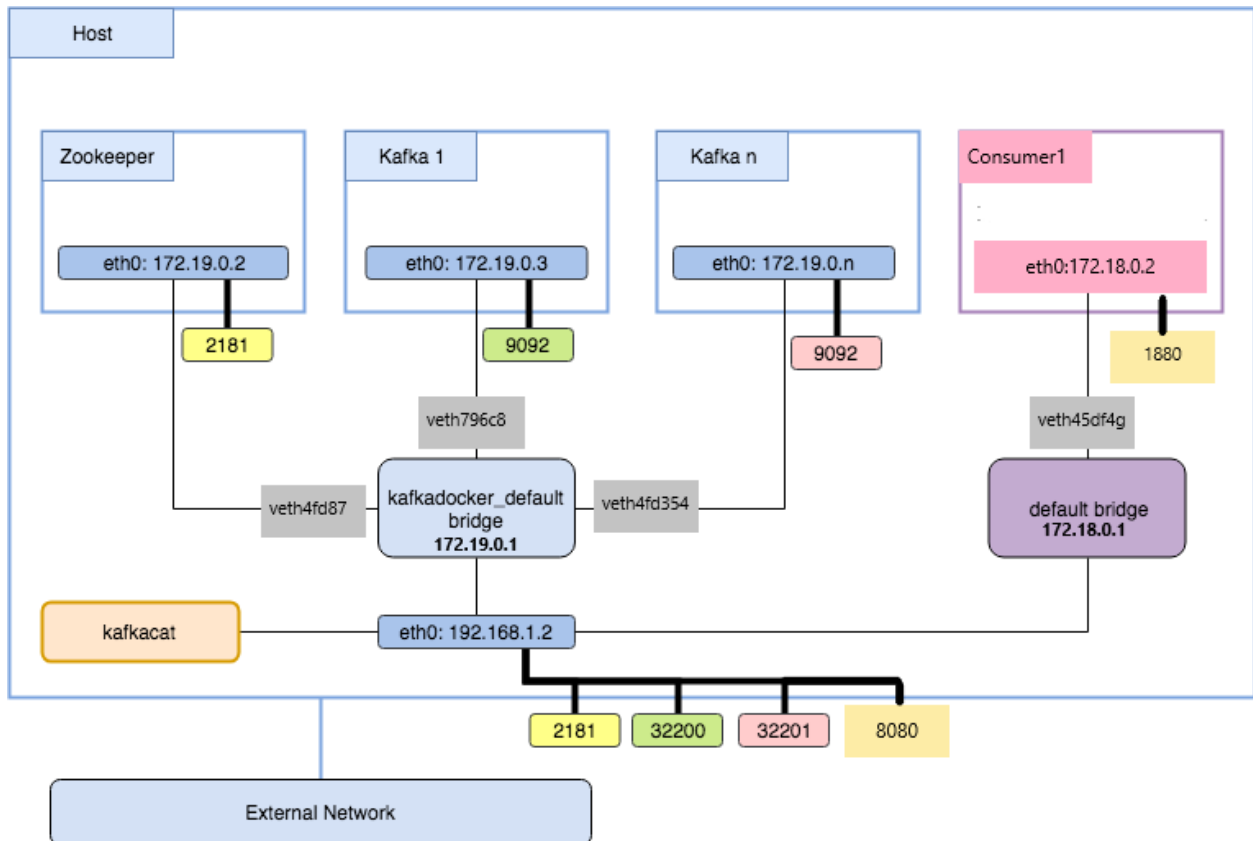 Host
Zookeeper
Kafka 1
Kafka n
Consumer1
eth0: 172.19.0.2
eth0: 172.19.0.3
eth0: 172.19.0.n
eth0:172.18.0.2
2181
9092
9092
1880
veth796c8
veth45df4g
veth4fd87
kafkadocker_default
bridge
172.19.0.1
veth4fd354
default bridge
172.18.0.1
kafkacat
eth0: 192.168.1.2
2181
32200
32201
8080
External Network